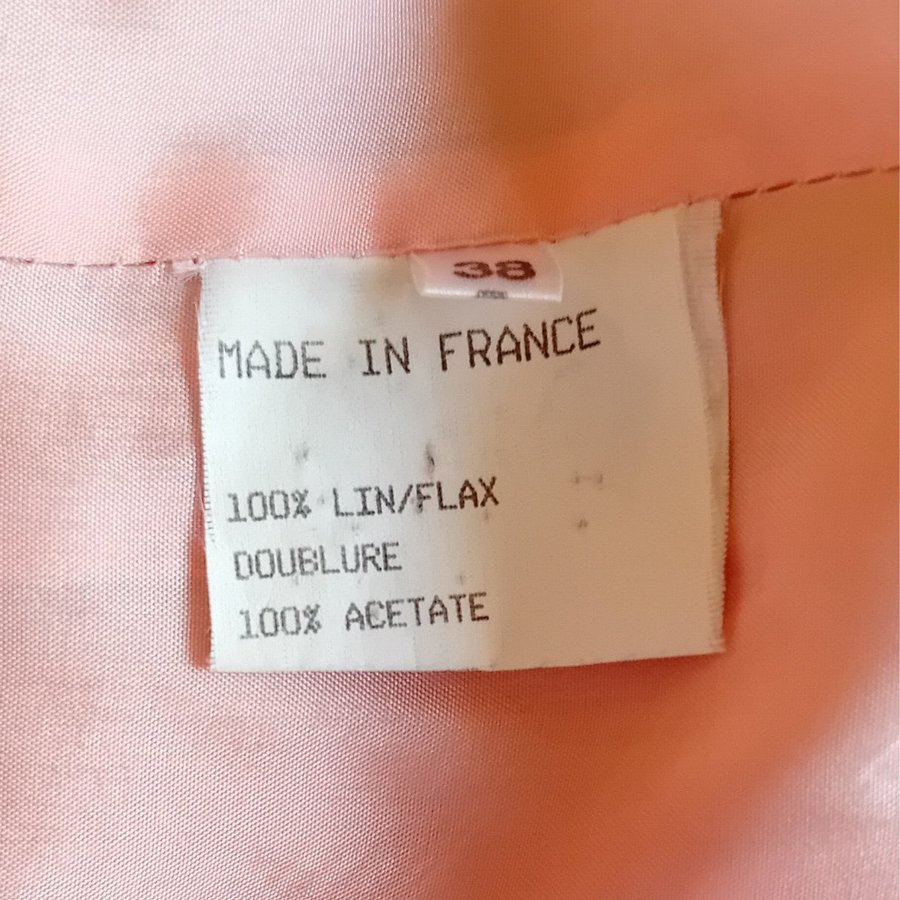 38
MADE IN FRANCE
100% LIN/FLAX
DOUBLURE
100% ACETATE